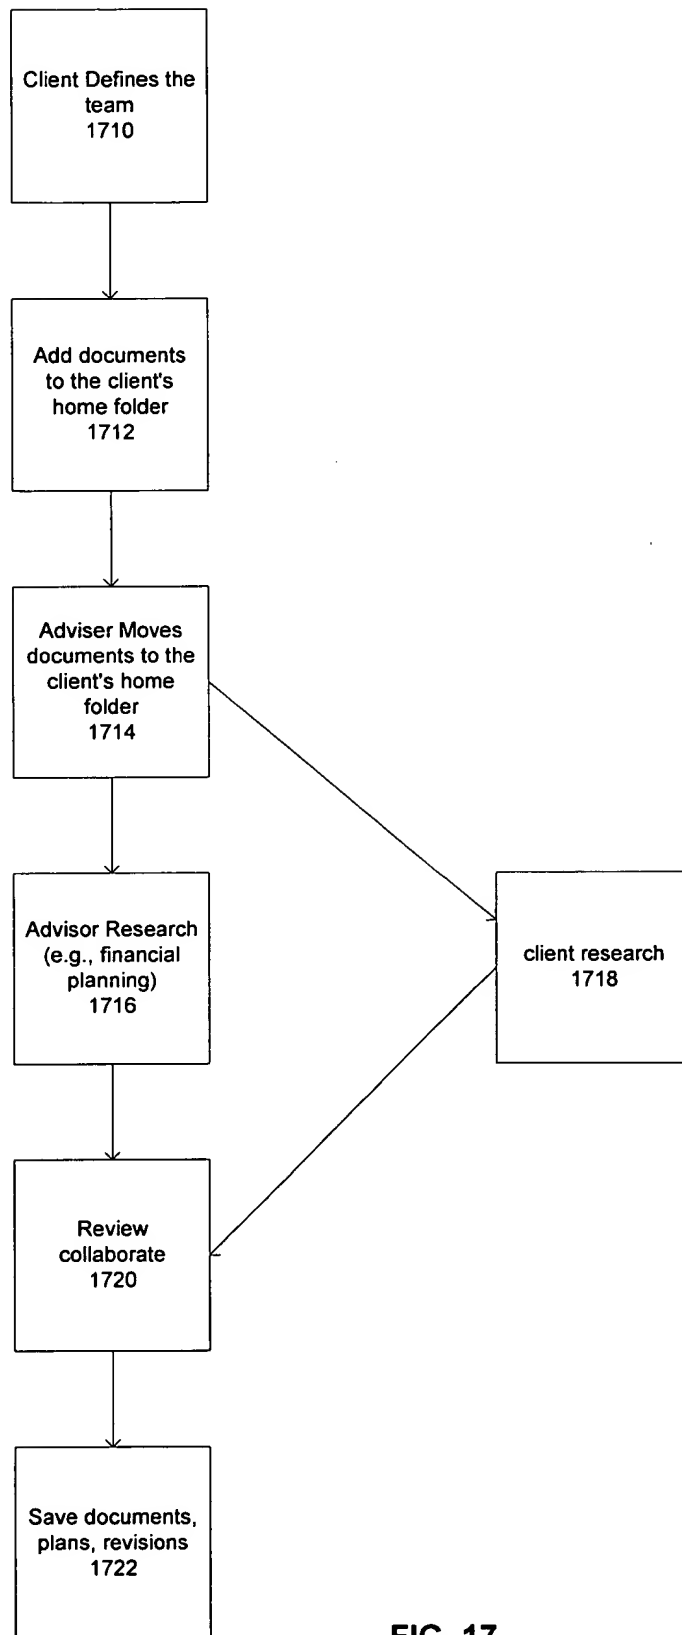 Client Defines the
team
1710
Add documents
to the client's
home folder
1712
Adviser Moves
documents to the
client's home
folder
1714
Advisor Research
(e.g., financial
planning)
1716
client research
1718
Review
collaborate
1720
Save documents,
plans, revisions
1722
FIG. 17